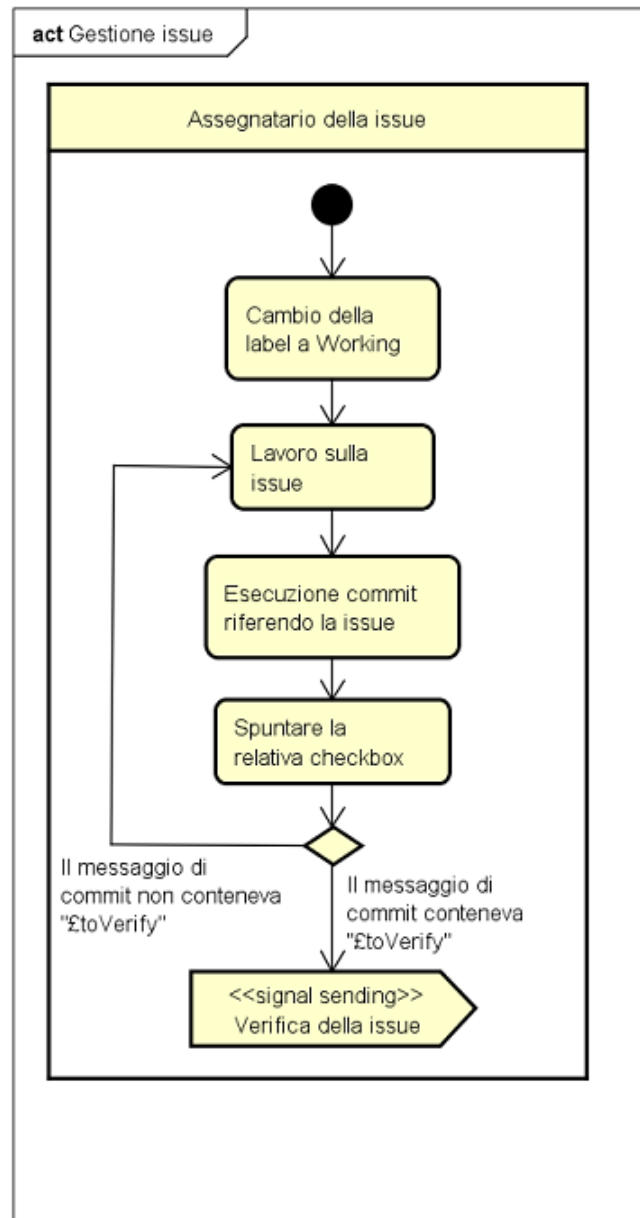 act Gestione issue
Assegnatario della issue
Cambio della
label a Working
Lavoro sulla
issue
Esecuzione commit
riferendo la issue
Spuntare la
relativa checkbox
Il messaggio di
commit non conteneva
"£toVerify"
Il messaggio di
commit conteneva
"£toVerify"
<<signal sending>>
Verifica della issue